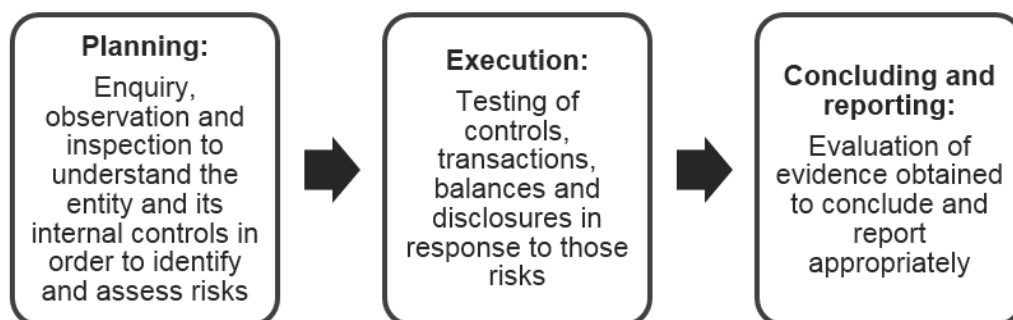 Planning:
Enquiry,
observation and
inspection to
understand the
entity and its
internal controls in
order to identify
and assess risks
Execution:
Testing of
controls,
transactions,
balances and
disclosures in
response to those
risks
Concluding and
reporting:
Evaluation of
evidence obtained
to conclude and
report
appropriately